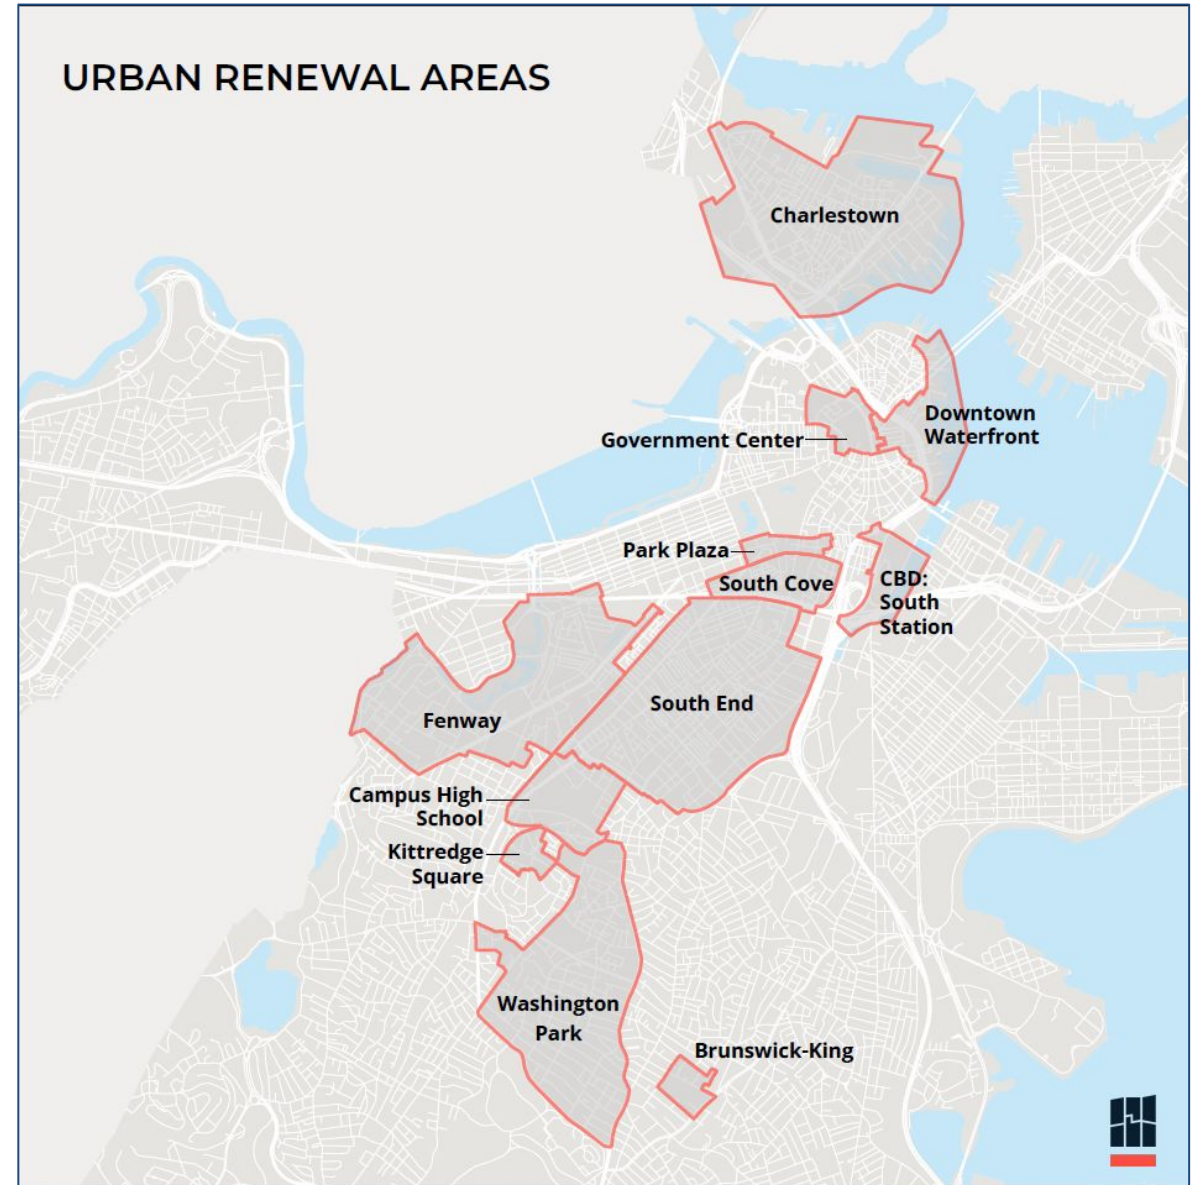 URBAN RENEWAL AREAS
Charlestown
Downtown
Waterfront
Government Center
Park Plaza
South Cove
CBD:
South
Station
South End
Fenway
Campus High
School
Kittredge
Square
Washington
Park
Brunswick-King